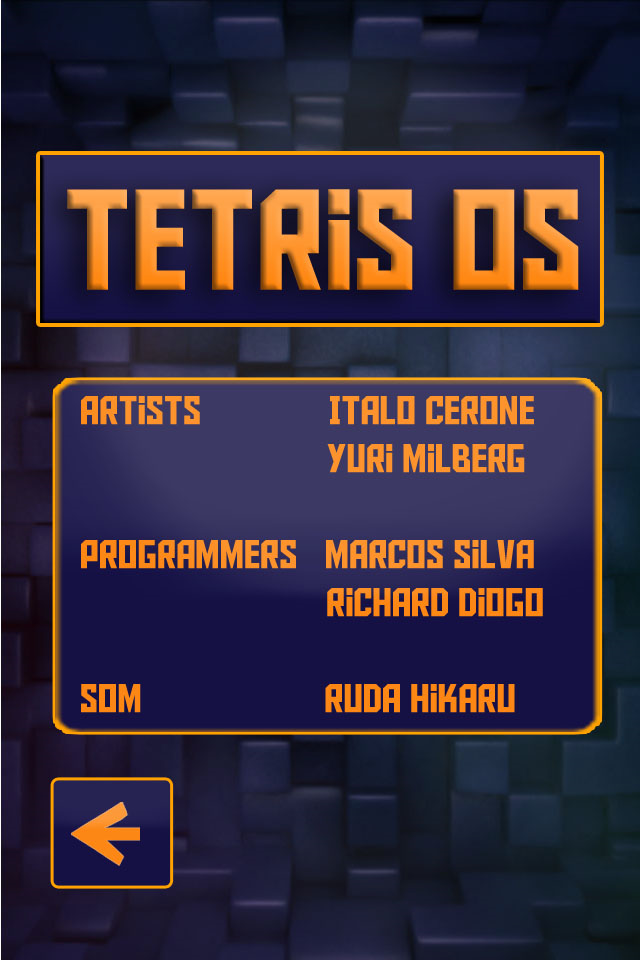 TETRiS OS
ARTiSTS ITALO CERONE
YURi MiLBERG
PROGRAMMERS MARCOS SiLVA
RiCHARD DiOGO
SOM RUDA HiKARU